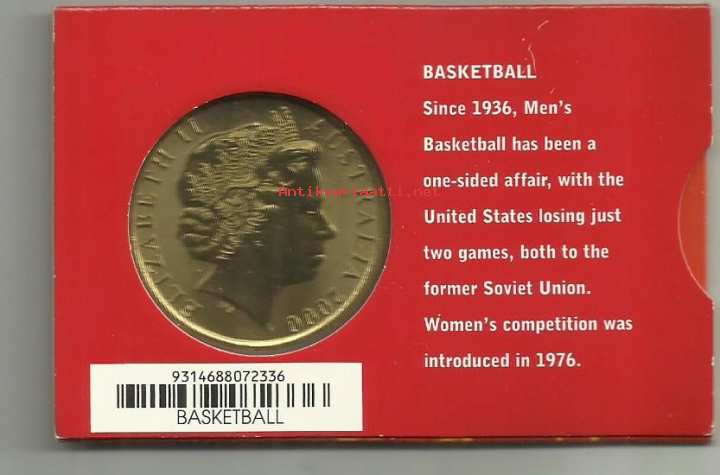 ELIZABETH II AUSTRALIA 2000
Antikvariaatit.net
BASKETBALL
Since 1936, Men's
Basketball has been a
one-sided affair, with the
United States losing just
two games, both to the
former Soviet Union.
Women's competition was
introduced in 1976.
9314688072336
BASKETBALL